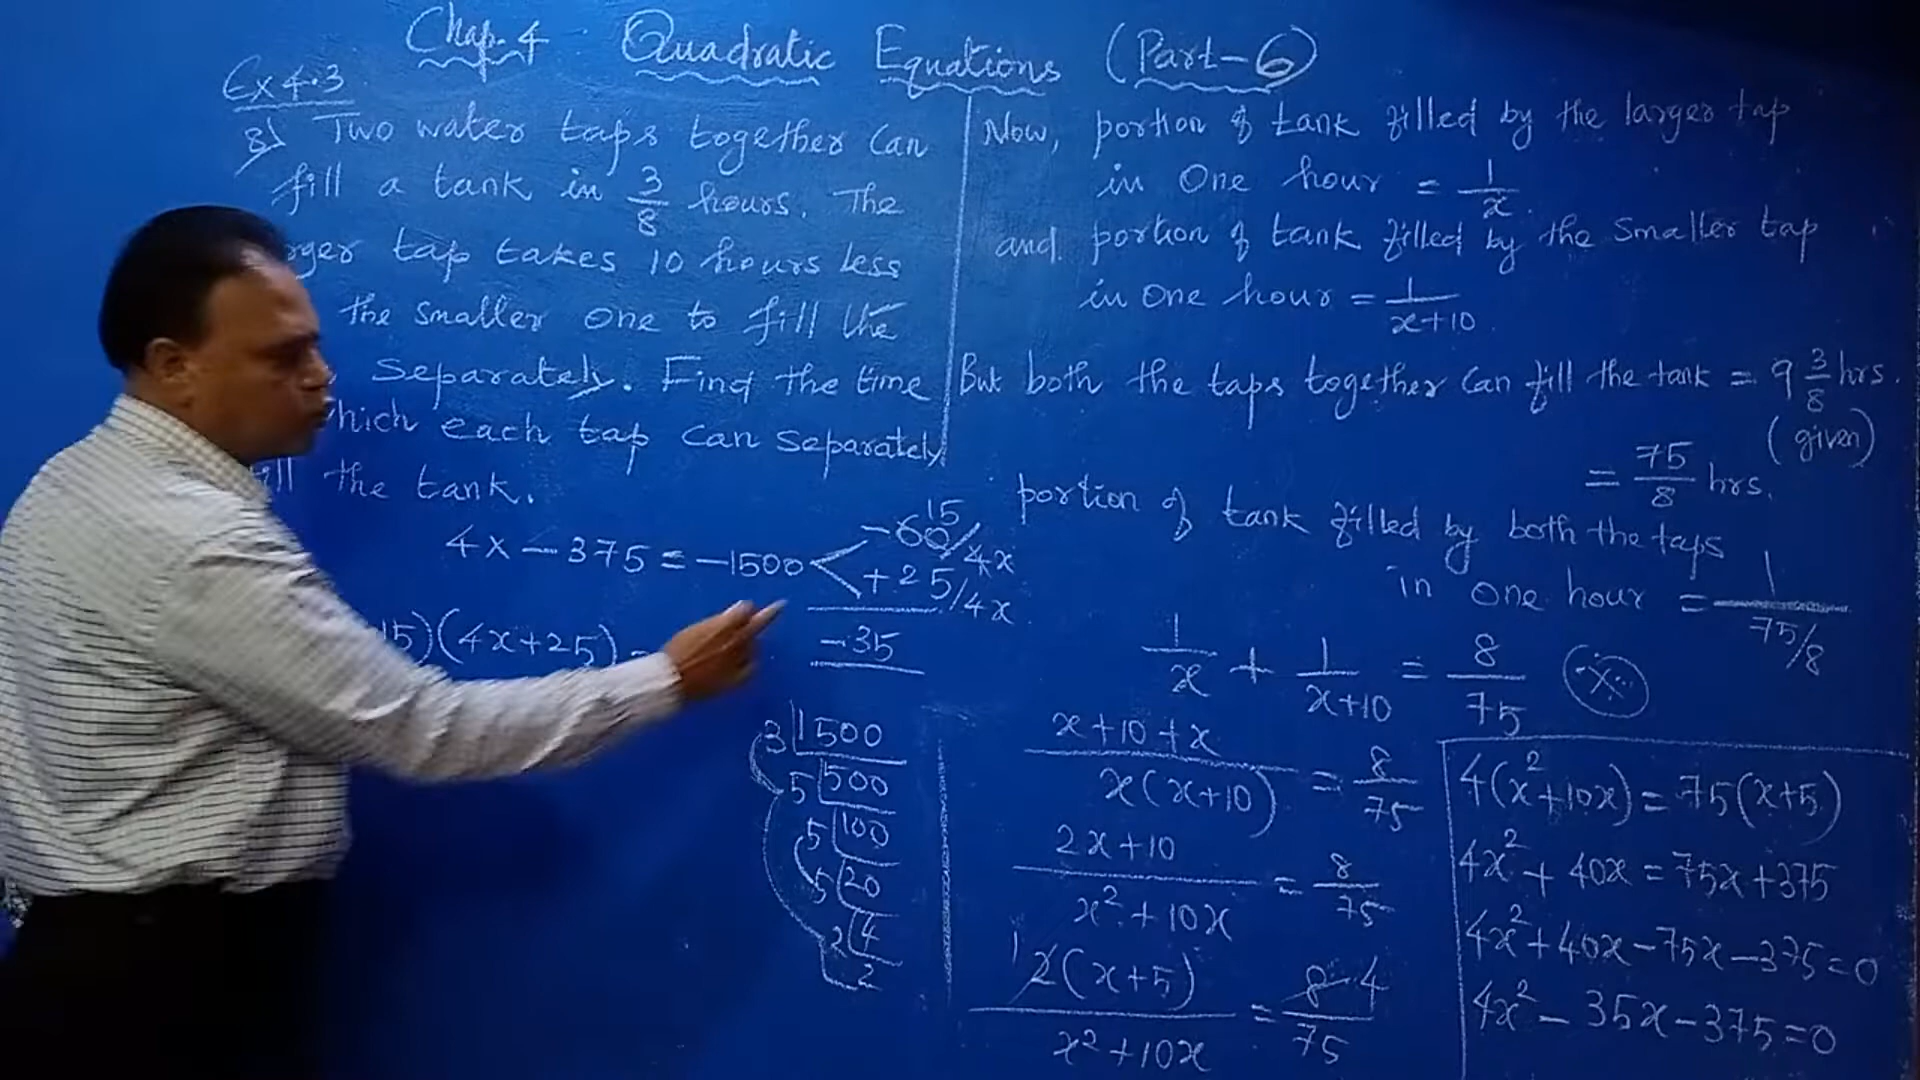 Chap. 4 Quadratic Equations (Part-6)
Ex 4.3
8) Two water taps together can
fill a tank in 3/8 hours. The
rger tap takes 10 hours less
the smaller one to fill the
separately. Find the time
hich each tap can separately
ill the tank.
4x - 375 = -1500 < -60/4x 15
+25/4x
-35
15)(4x+25) -
3 | 1500
5 | 500
5 | 100
5 | 20
2 | 4
2
Now, portion of tank filled by the larger tap
in One hour = 1/x.
and portion of tank filled by the smaller tap
in One hour = 1/(x+10).
But both the taps together can fill the tank = 9 3/8 hrs.
(given)
= 75/8 hrs.
portion of tank filled by both the taps
in one hour = 1/(75/8)
1/x + 1/(x+10) = 8/75
(x+10+x)/(x(x+10)) = 8/75
(2x+10)/(x²+10x) = 8/75
1 2(x+5)/(x²+10x) = 8 4/75
4(x²+10x) = 75(x+5)
4x² + 40x = 75x+375
4x²+40x-75x-375=0
4x² - 35x-375=0